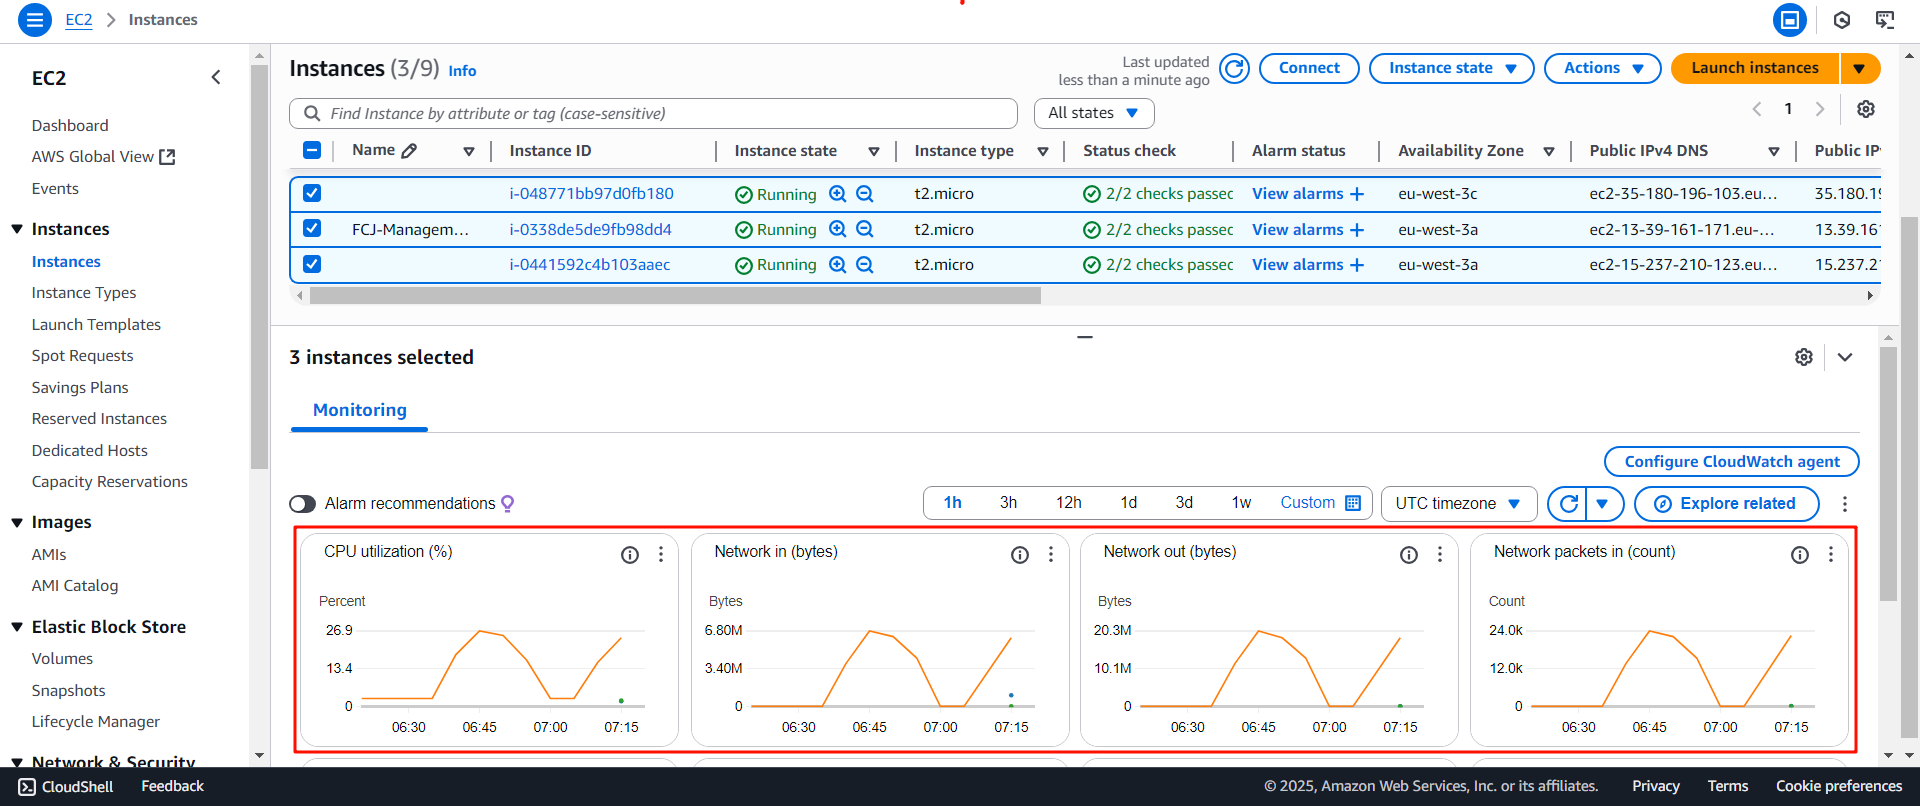 EC2 > Instances
EC2
Dashboard
AWS Global View
Events
Instances
Instances
Instance Types
Launch Templates
Spot Requests
Savings Plans
Reserved Instances
Dedicated Hosts
Capacity Reservations
Images
AMIs
AMI Catalog
Elastic Block Store
Volumes
Snapshots
Lifecycle Manager
Network & Security
Instances (3/9) Info
Last updated
less than a minute ago
Connect
Instance state
Actions
Launch instances
Find Instance by attribute or tag (case-sensitive)
All states
1
Name Instance ID Instance state Instance type Status check Alarm status Availability Zone Public IPv4 DNS Public IP
i-048771bb97d0fb180 Running t2.micro 2/2 checks passec View alarms + eu-west-3c ec2-35-180-196-103.eu... 35.180.19
FCJ-Managem... i-0338de5de9fb98dd4 Running t2.micro 2/2 checks passec View alarms + eu-west-3a ec2-13-39-161-171.eu-... 13.39.161
i-0441592c4b103aaec Running t2.micro 2/2 checks passec View alarms + eu-west-3a ec2-15-237-210-123.eu... 15.237.21
3 instances selected
Monitoring
Configure CloudWatch agent
Alarm recommendations
1h 3h 12h 1d 3d 1w Custom
UTC timezone
Explore related
CPU utilization (%)
Percent
26.9
13.4
0
06:30 06:45 07:00 07:15
Network in (bytes)
Bytes
6.80M
3.40M
0
06:30 06:45 07:00 07:15
Network out (bytes)
Bytes
20.3M
10.1M
0
06:30 06:45 07:00 07:15
Network packets in (count)
Count
24.0k
12.0k
0
06:30 06:45 07:00 07:15
CloudShell Feedback
© 2025, Amazon Web Services, Inc. or its affiliates. Privacy Terms Cookie preferences